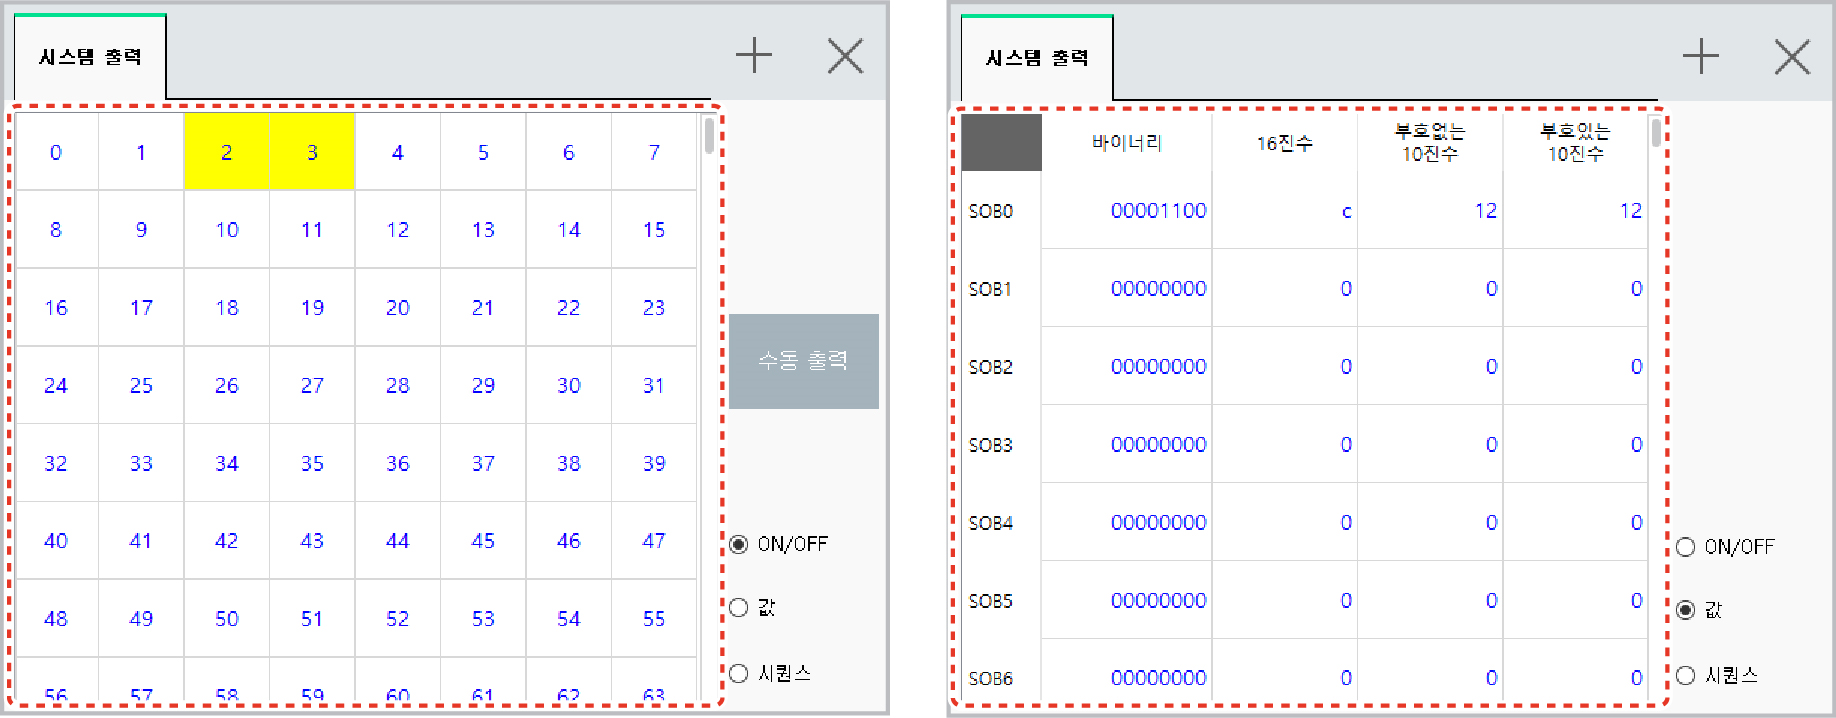 시스템 출력
0 1 2 3 4 5 6 7
8 9 10 11 12 13 14 15
16 17 18 19 20 21 22 23
24 25 26 27 28 29 30 31
32 33 34 35 36 37 38 39
40 41 42 43 44 45 46 47
48 49 50 51 52 53 54 55
56 57 58 59 60 61 62 63
수동 출력
ON/OFF
값
시퀀스
시스템 출력
바이너리 16진수 부호없는 10진수 부호있는 10진수
SOB0 00001100 c 12 12
SOB1 00000000 0 0 0
SOB2 00000000 0 0 0
SOB3 00000000 0 0 0
SOB4 00000000 0 0 0
SOB5 00000000 0 0 0
SOB6 00000000 0 0 0
ON/OFF
값
시퀀스